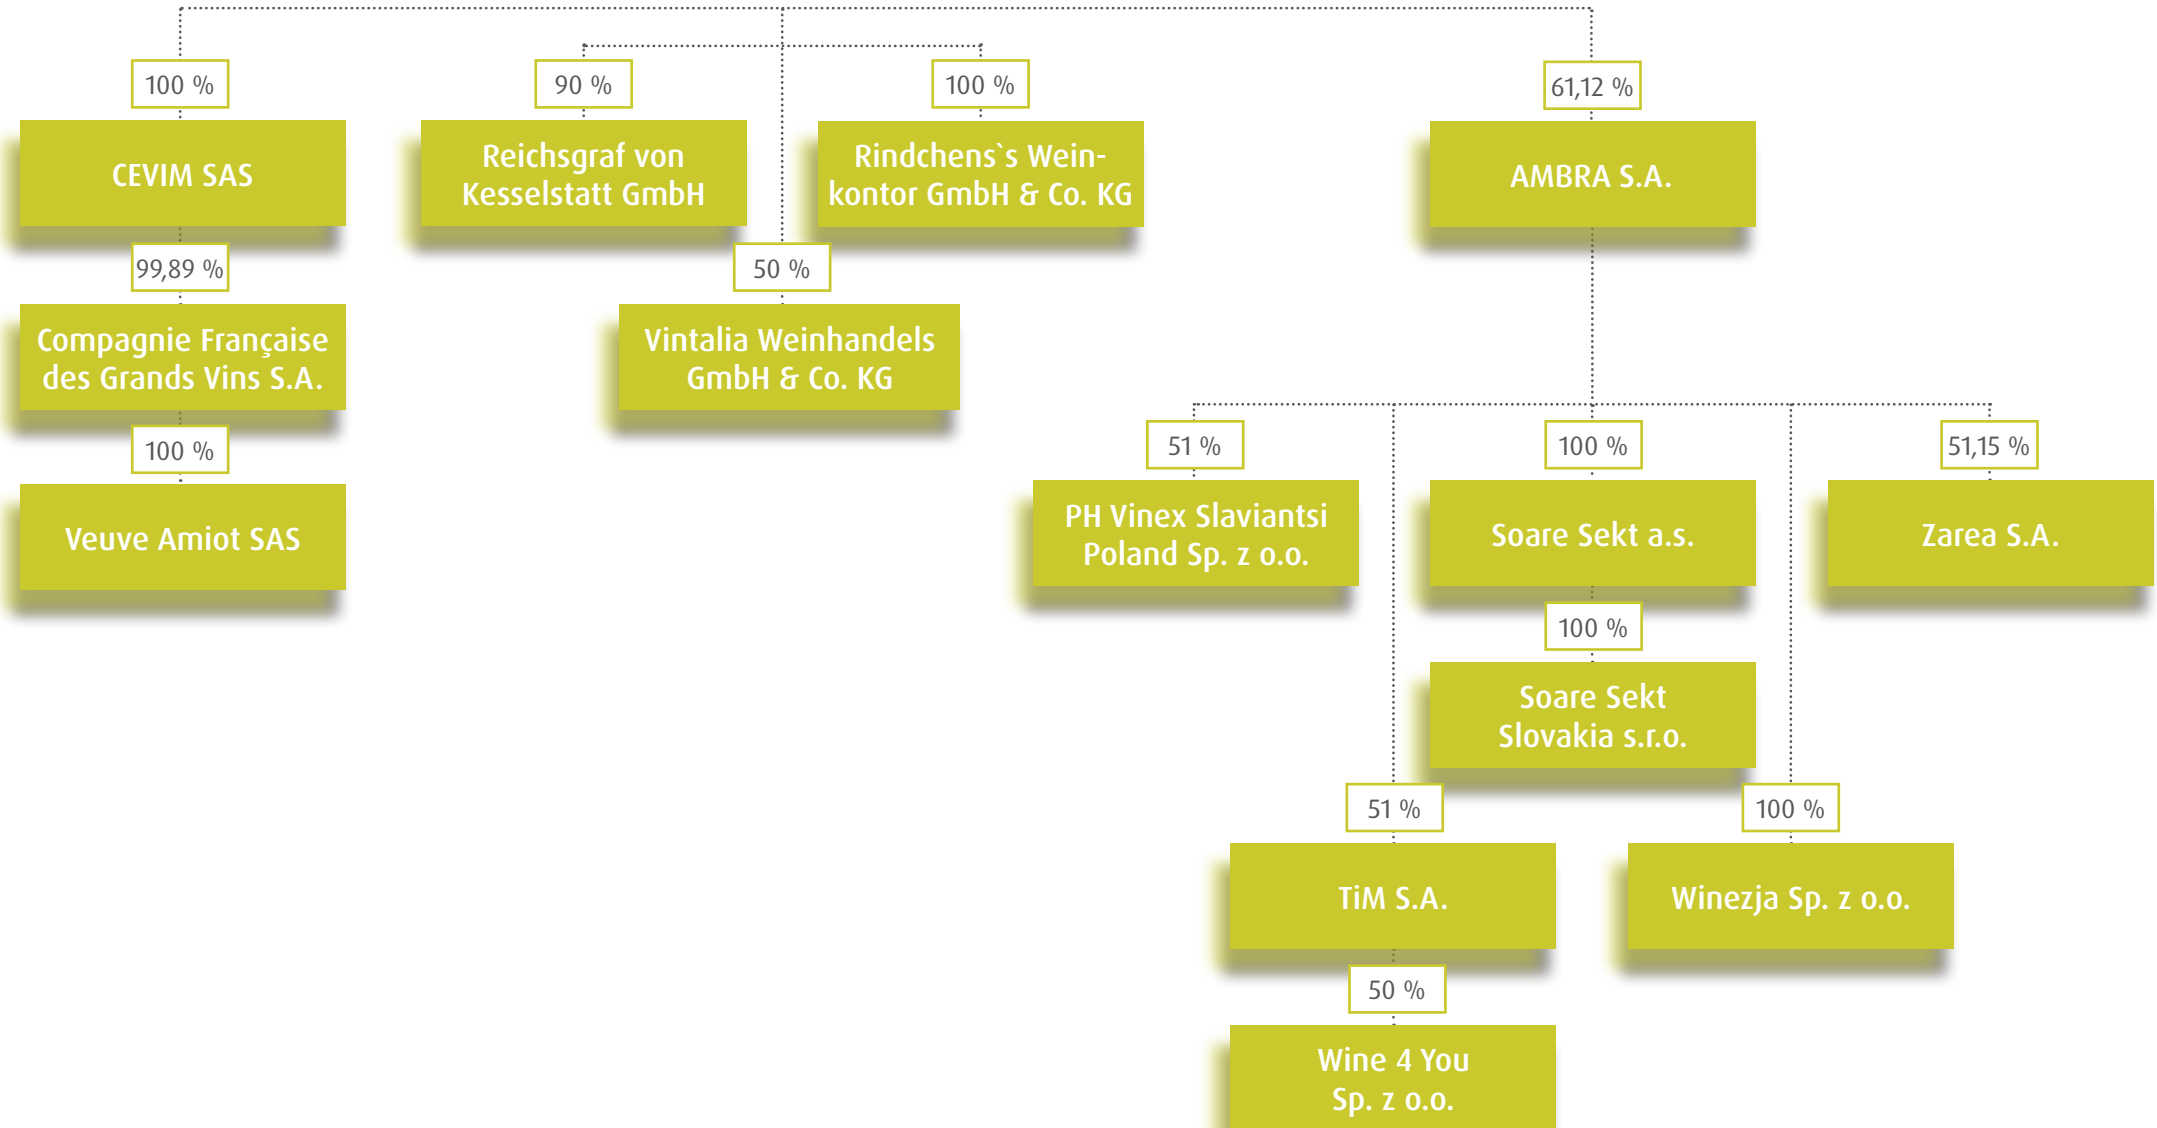 100 %
90 %
100 %
61,12 %
CEVIM SAS
Reichsgraf von
Kesselstatt GmbH
Rindchens`s Wein-
kontor GmbH & Co. KG
AMBRA S.A.
99,89 %
50 %
Compagnie Française
des Grands Vins S.A.
Vintalia Weinhandels
GmbH & Co. KG
100 %
51 %
100 %
51,15 %
Veuve Amiot SAS
PH Vinex Slaviantsi
Poland Sp. z o.o.
Soare Sekt a.s.
Zarea S.A.
100 %
Soare Sekt
Slovakia s.r.o.
51 %
100 %
TiM S.A.
Winezja Sp. z o.o.
50 %
Wine 4 You
Sp. z o.o.